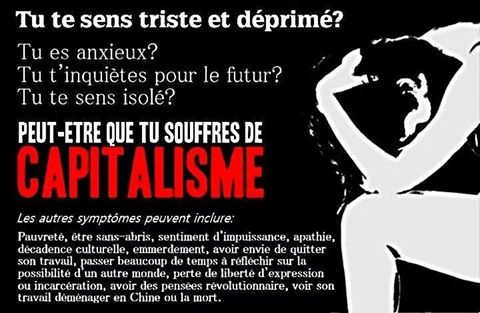 Tu te sens triste et déprimé?
Tu es anxieux?
Tu t'inquiètes pour le futur?
Tu te sens isolé?
PEUT-ETRE QUE TU SOUFFRES DE
CAPITALISME
Les autres symptômes peuvent inclure:
Pauvreté, être sans-abris, sentiment d'impuissance, apathie,
décadence culturelle, emmerdement, avoir envie de quitter
son travail, passer beaucoup de temps à réfléchir sur la
possibilité d'un autre monde, perte de liberté d'expression
ou incarcération, avoir des pensées révolutionnaire, voir son
travail déménager en Chine ou la mort.